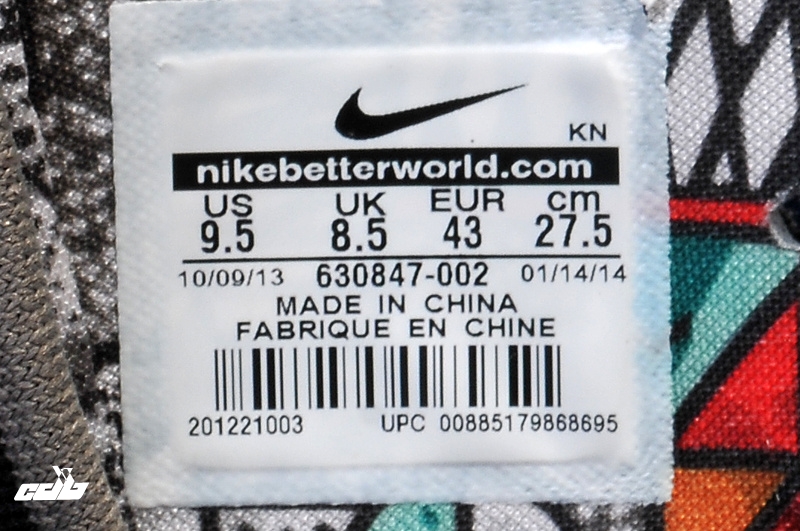 KN
nikebetterworld.com
US UK EUR cm
9.5 8.5 43 27.5
10/09/13 630847-002 01/14/14
MADE IN CHINA
FABRIQUE EN CHINE
201221003 UPC 00885179868695
cdb